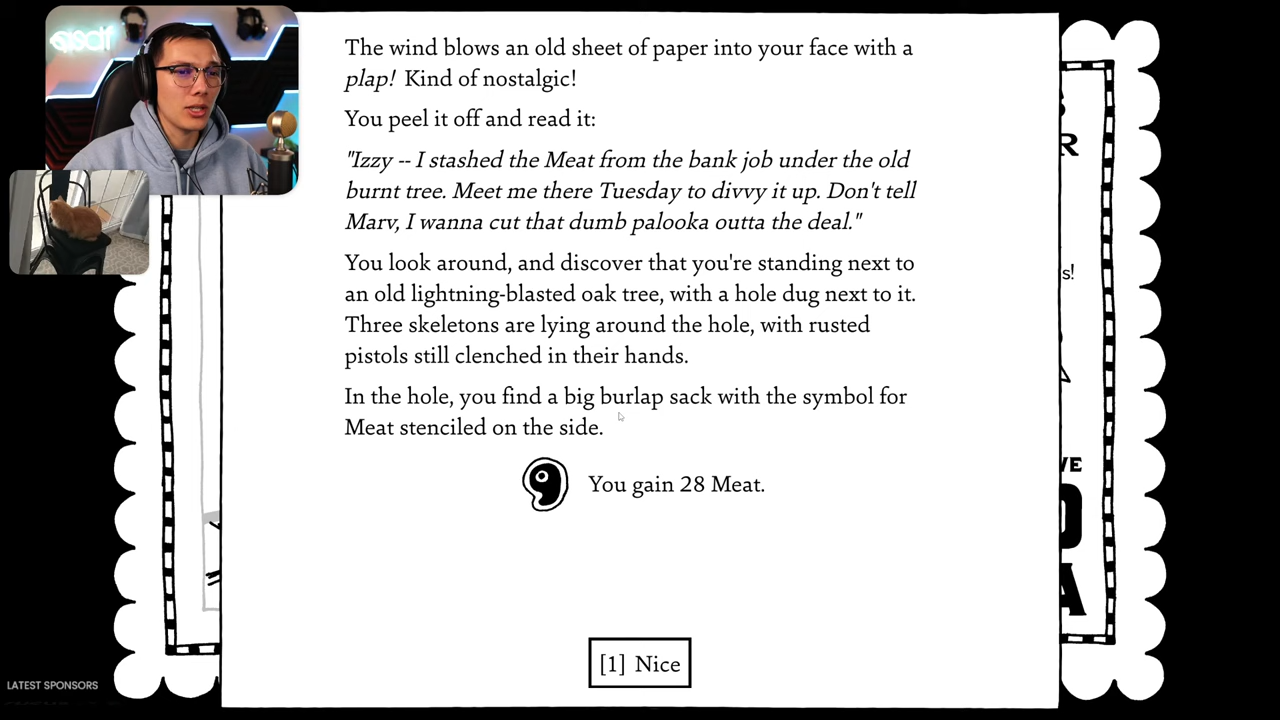 The wind blows an old sheet of paper into your face with a
plap! Kind of nostalgic!
You peel it off and read it:
"Izzy -- I stashed the Meat from the bank job under the old
burnt tree. Meet me there Tuesday to divvy it up. Don't tell
Marv, I wanna cut that dumb palooka outta the deal."
You look around, and discover that you're standing next to
an old lightning-blasted oak tree, with a hole dug next to it.
Three skeletons are lying around the hole, with rusted
pistols still clenched in their hands.
In the hole, you find a big burlap sack with the symbol for
Meat stenciled on the side.
You gain 28 Meat.
[1] Nice
LATEST SPONSORS